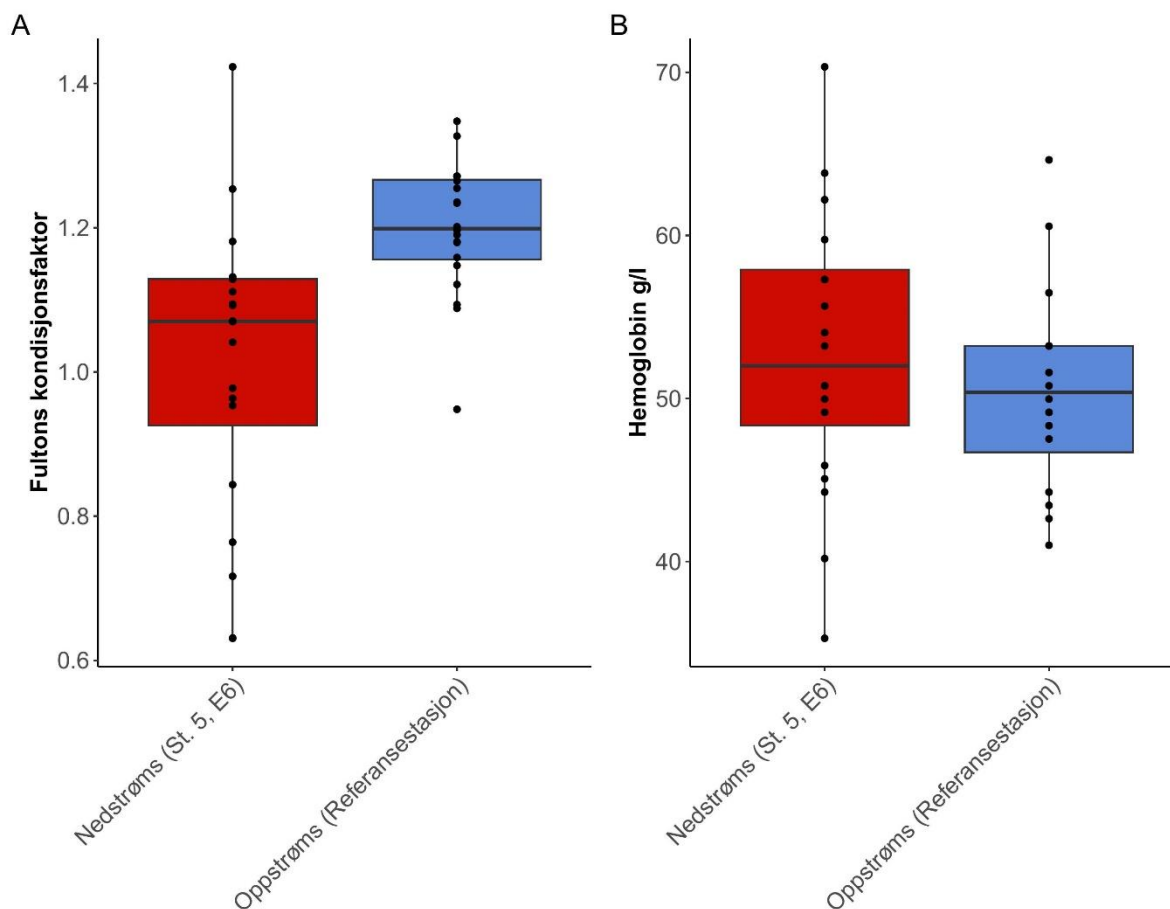 A
Fultons kondisjonsfaktor
1.4
1.2
1.0
0.8
0.6
Nedstrøms (St. 5, E6)
Oppstrøms (Referansestasjon)
B
Hemoglobin g/l
70
60
50
40
Nedstrøms (St. 5, E6)
Oppstrøms (Referansestasjon)